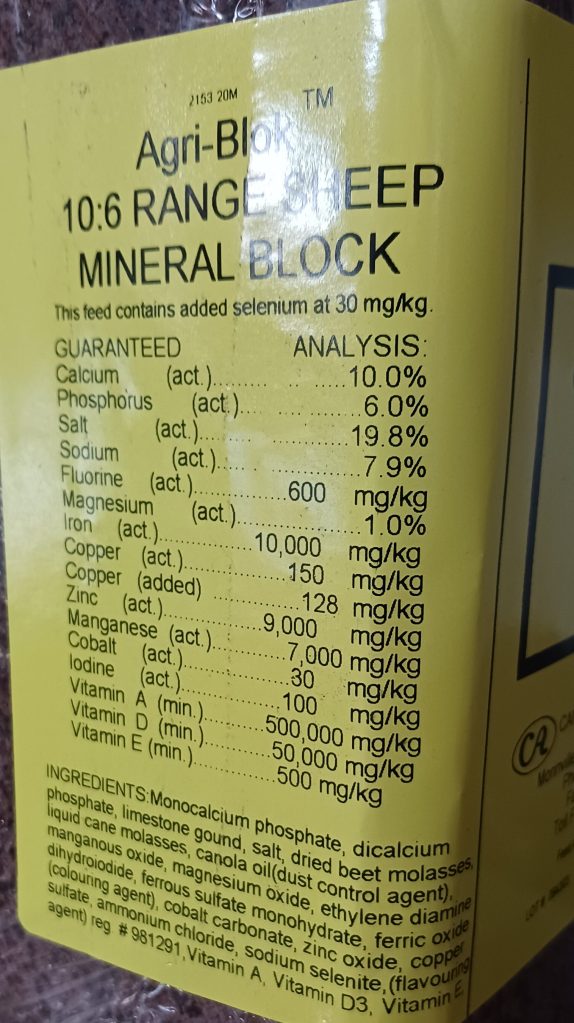 2153 20M
TM
Agri-Blok
10:6 RANGE SHEEP
MINERAL BLOCK
This feed contains added selenium at 30 mg/kg.
GUARANTEED ANALYSIS:
Calcium (act.)........ .. ......10.0%
Phosphorus (act.).... .............6.0%
Salt (act.)........ ..............19.8%
Sodium (act.)..... ...............7.9%
Fluorine (act.)................600 mg/kg
Magnesium (act.)......................1.0%
Iron (act.)................10,000 mg/kg
Copper (act.)................150 mg/kg
Copper (added) ................128 mg/kg
Zinc (act.)................9,000 mg/kg
Manganese (act.)..............7,000 mg/kg
Cobalt (act.)...................30 mg/kg
Iodine (act.)..................100 mg/kg
Vitamin A (min.)..........500,000 mg/kg
Vitamin D (min.)...........50,000 mg/kg
Vitamin E (min.)..............500 mg/kg
INGREDIENTS:Monocalcium phosphate, dicalcium
phosphate, limestone gound, salt, dried beet molasses,
liquid cane molasses, canola oil(dust control agent),
manganous oxide, magnesium oxide, ethylene diamine
dihydroiodide, ferrous sulfate monohydrate, ferric oxide
(colouring agent), cobalt carbonate, zinc oxide, copper
sulfate, ammonium chloride, sodium selenite,(flavouring
agent) reg # 981291,Vitamin A, Vitamin D3, Vitamin E,
CA